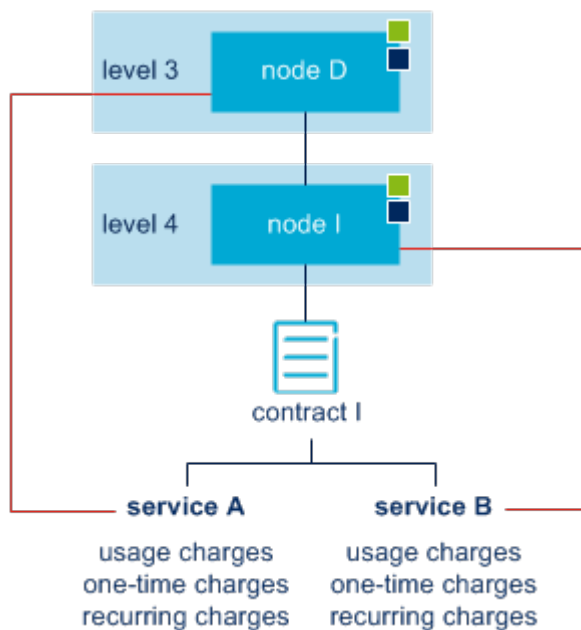 level 3
node D
level 4
node I
contract I
service A
usage charges
one-time charges
recurring charges
service B
usage charges
one-time charges
recurring charges